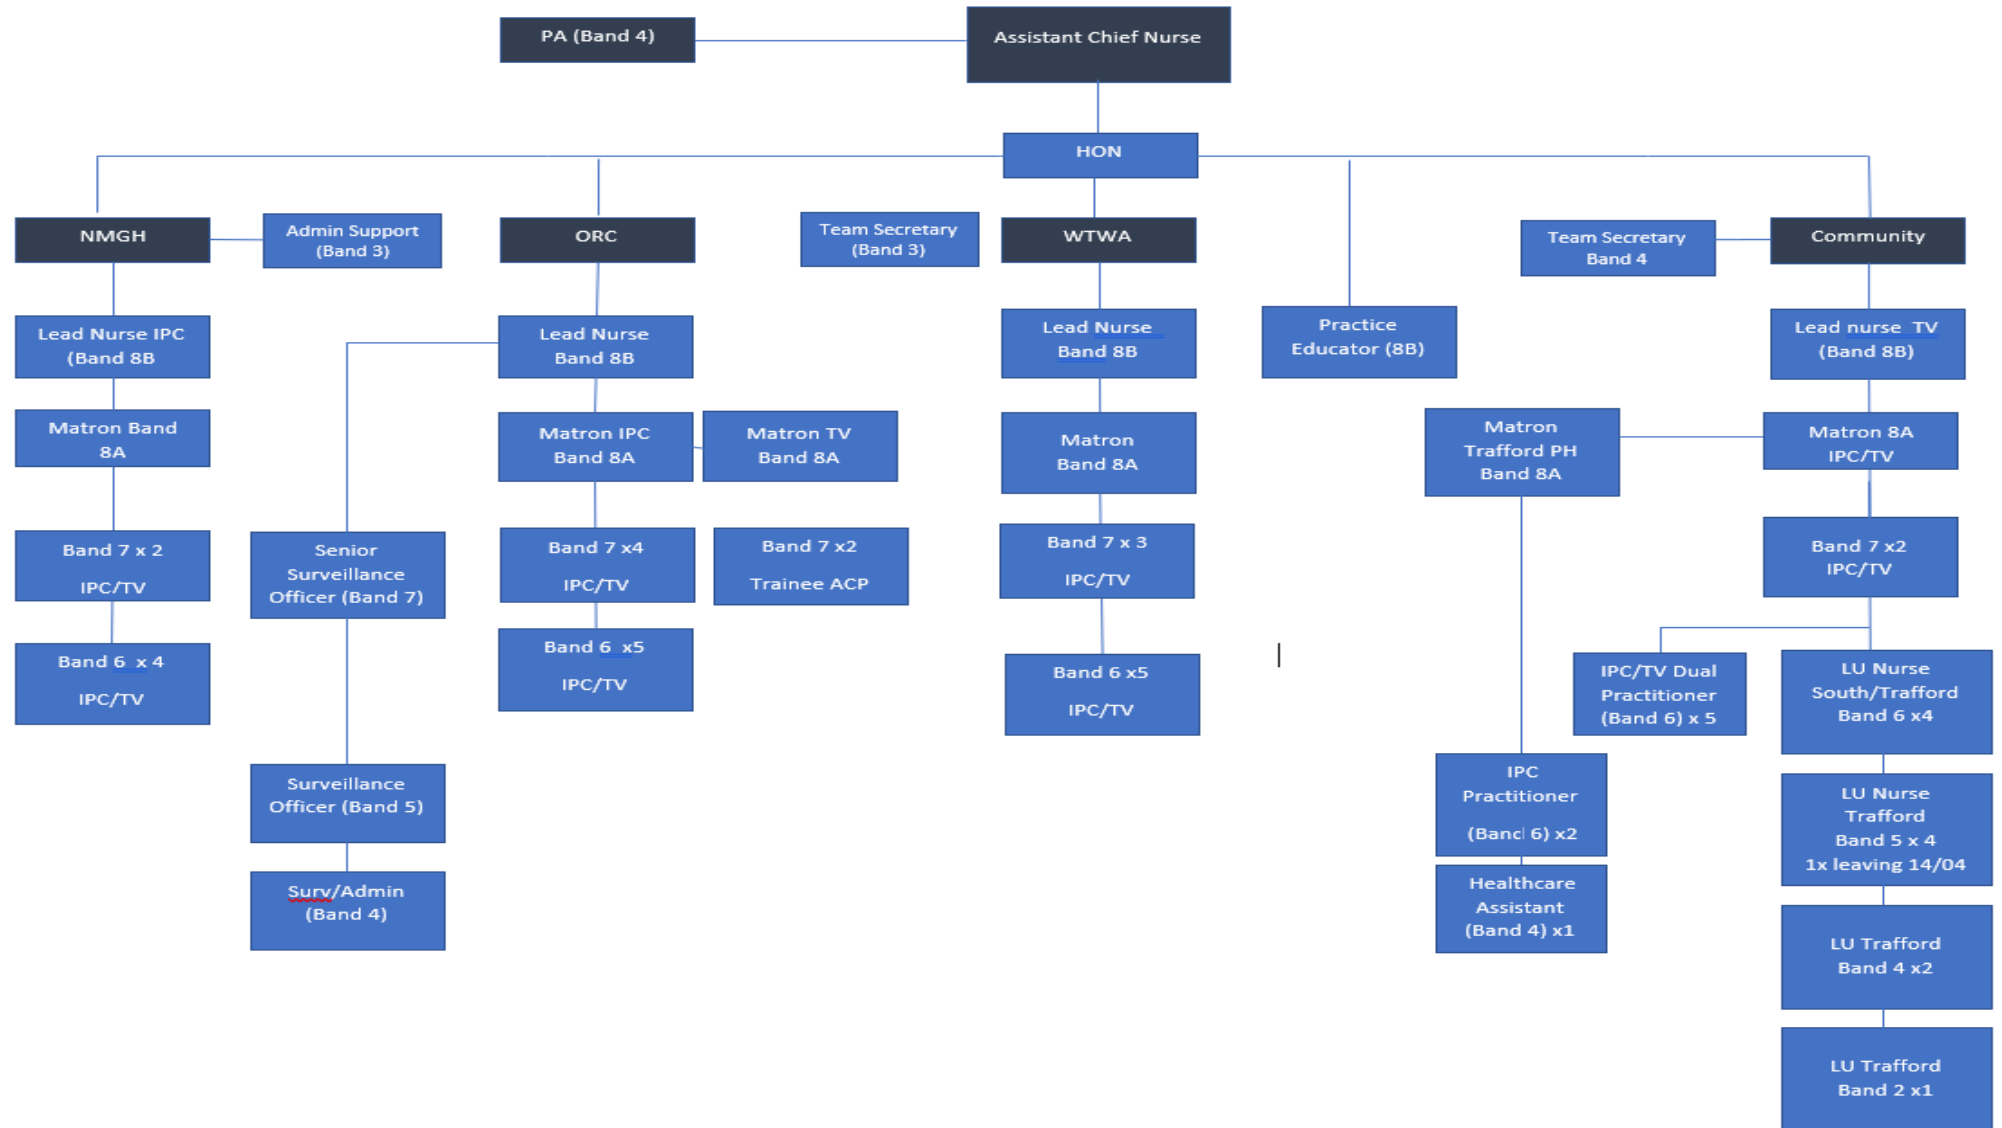 PA (Band 4)
Assistant Chief Nurse
HON
NMGH
Admin Support
(Band 3)
ORC
Team Secretary
(Band 3)
WTWA
Team Secretary
Band 4
Community
Lead Nurse IPC
(Band 8B
Lead Nurse
Band 8B
Lead Nurse
Band 8B
Practice
Educator (8B)
Lead nurse TV
(Band 8B)
Matron Band
8A
Matron IPC
Band 8A
Matron TV
Band 8A
Matron
Band 8A
Matron
Trafford PH
Band 8A
Matron 8A
IPC/TV
Band 7 x 2
IPC/TV
Senior
Surveillance
Officer (Band 7)
Band 7 x4
IPC/TV
Band 7 x2
Trainee ACP
Band 7 x 3
IPC/TV
Band 7 x2
IPC/TV
Band 6 x 4
IPC/TV
Band 6 x5
IPC/TV
Band 6 x5
IPC/TV
IPC/TV Dual
Practitioner
(Band 6) x 5
LU Nurse
South/Trafford
Band 6 x4
Surveillance
Officer (Band 5)
IPC
Practitioner
(Band 6) x2
LU Nurse
Trafford
Band 5 x 4
1x leaving 14/04
Surv/Admin
(Band 4)
Healthcare
Assistant
(Band 4) x1
LU Trafford
Band 4 x2
LU Trafford
Band 2 x1